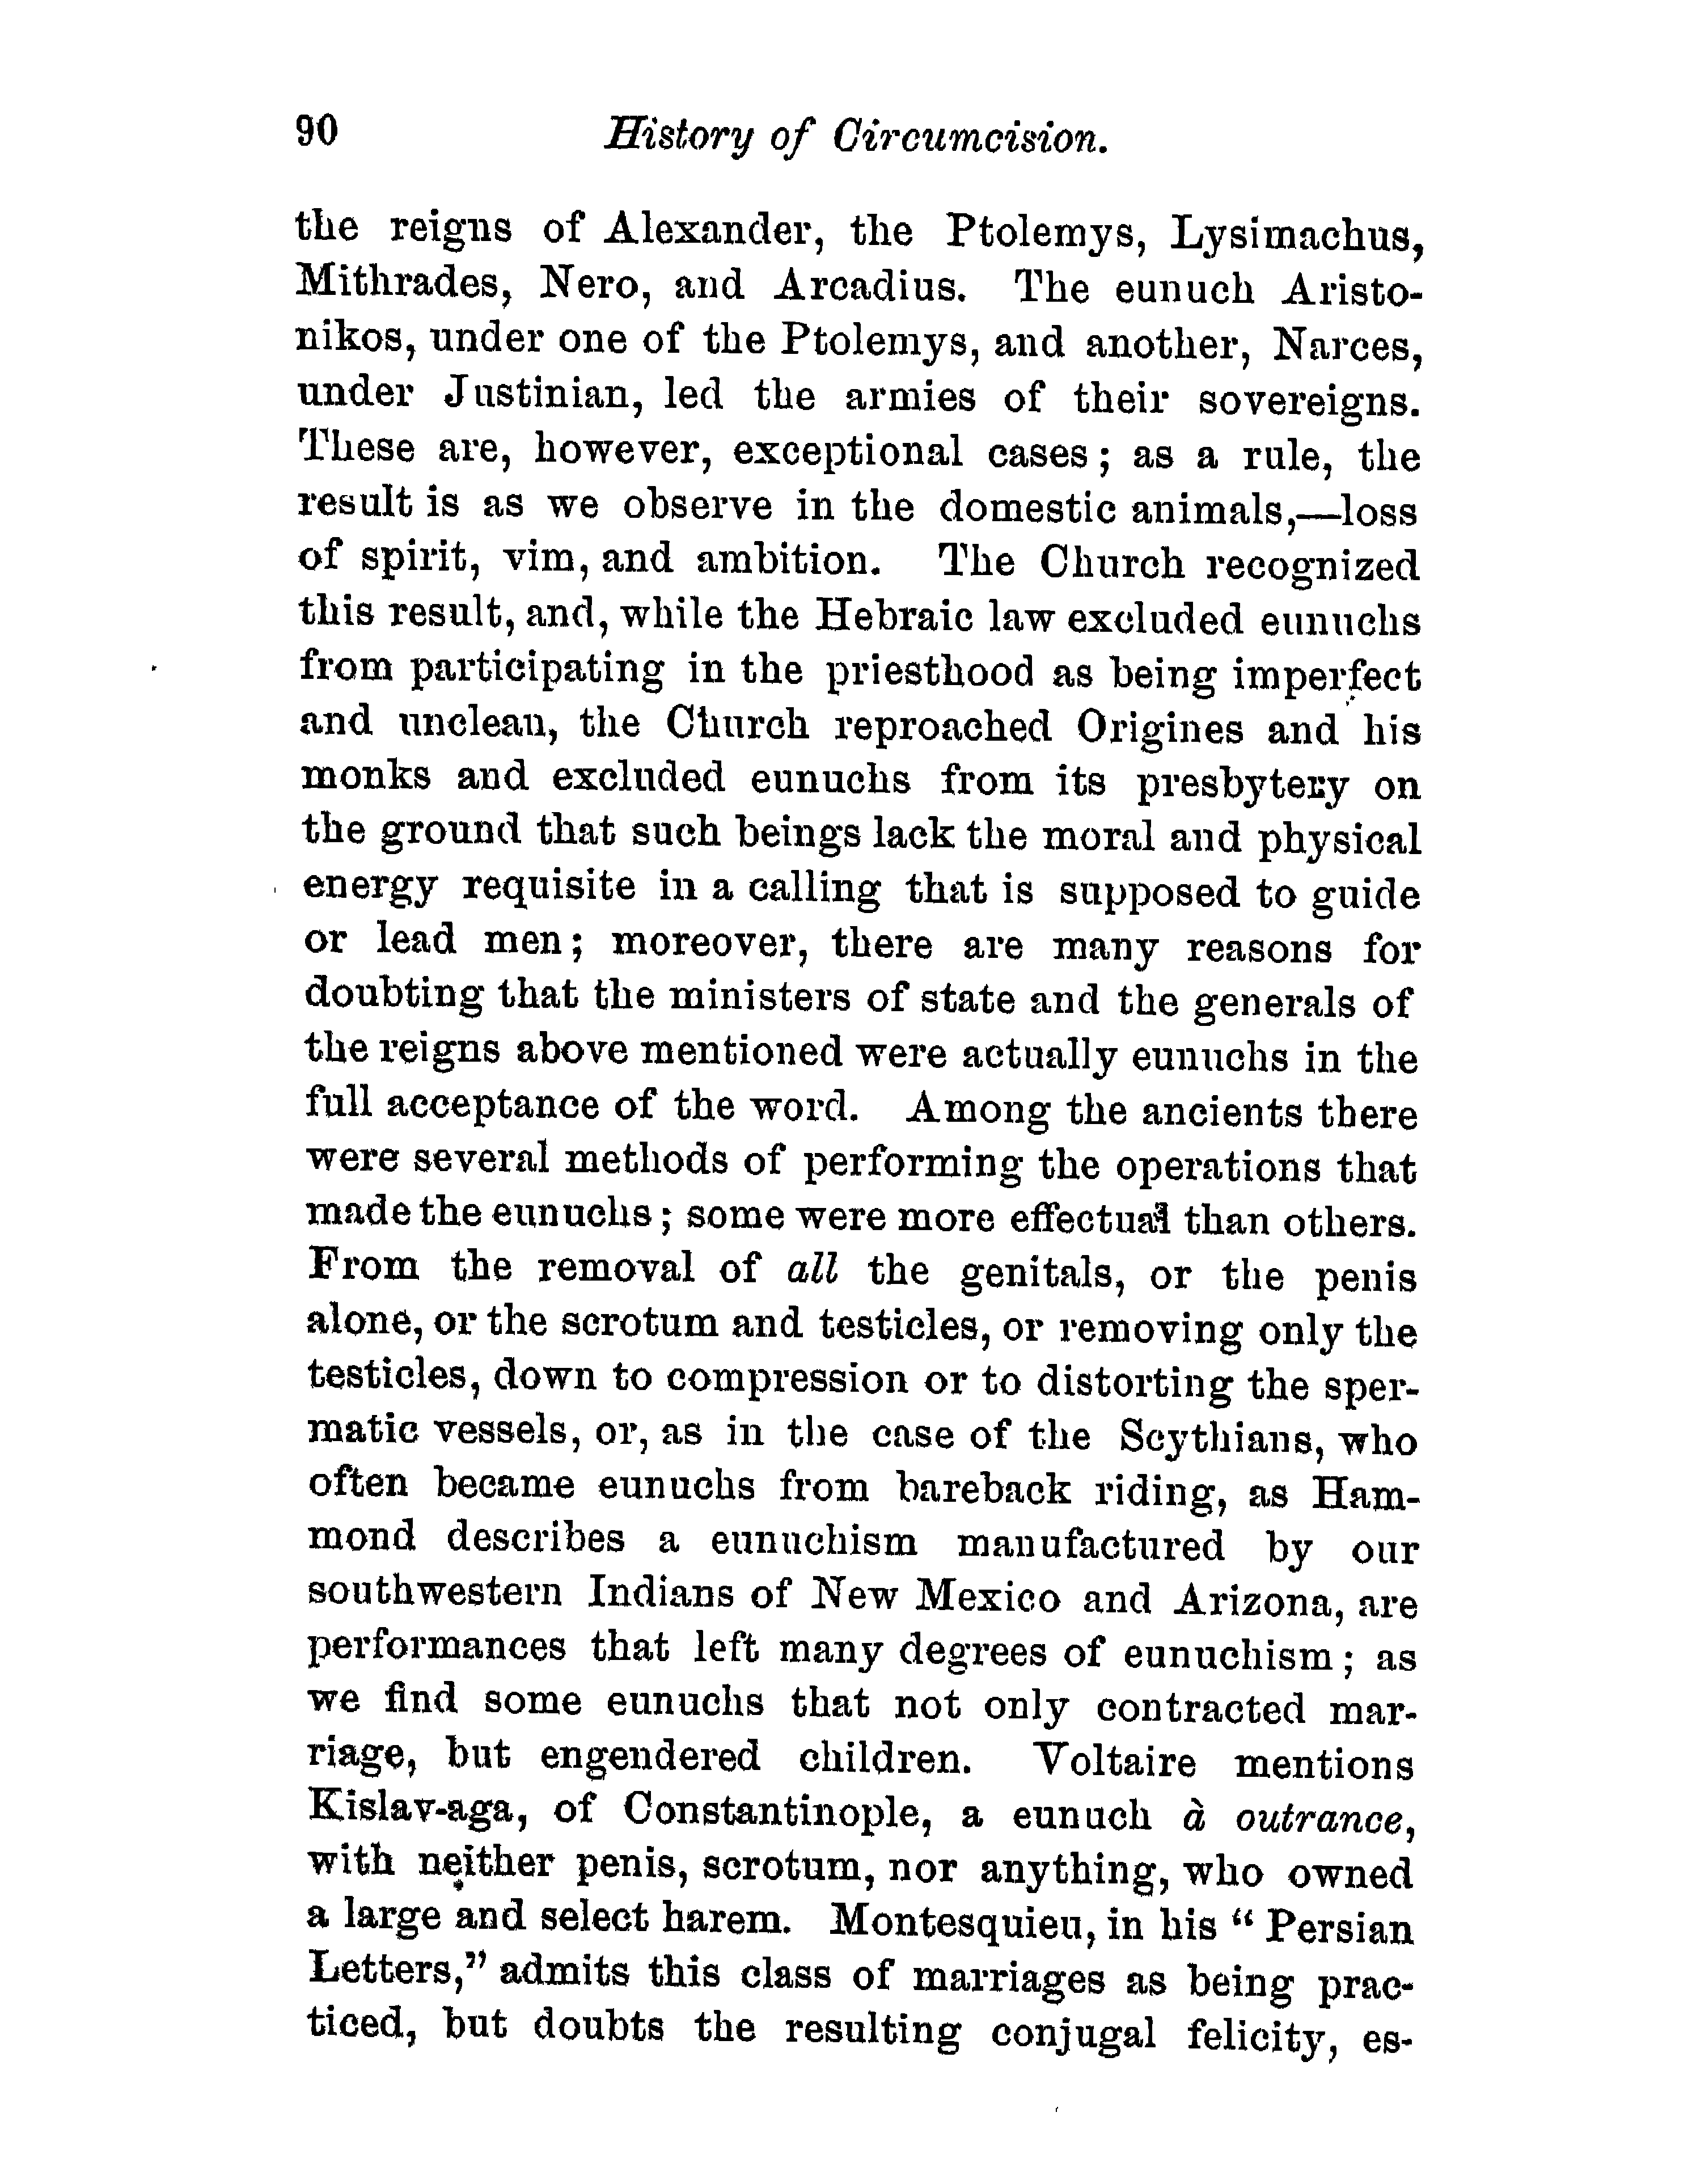 90 History of Circumcision.
the reigns of Alexander, the Ptolemys, Lysimachus,
Mithrades, Nero, and Arcadius. The eunuch Aristo-
nikos, under one of the Ptolemys, and another, Narces,
under Justinian, led the armies of their sovereigns.
These are, however, exceptional cases; as a rule, the
result is as we observe in the domestic animals,—loss
of spirit, vim, and ambition. The Church recognized
this result, and, while the Hebraic law excluded eunuchs
from participating in the priesthood as being imperfect
and unclean, the Church reproached Origines and his
monks and excluded eunuchs from its presbytery on
the ground that such beings lack the moral and physical
energy requisite in a calling that is supposed to guide
or lead men; moreover, there are many reasons for
doubting that the ministers of state and the generals of
the reigns above mentioned were actually eunuchs in the
full acceptance of the word. Among the ancients there
were several methods of performing the operations that
made the eunuchs; some were more effectual than others.
From the removal of all the genitals, or the penis
alone, or the scrotum and testicles, or removing only the
testicles, down to compression or to distorting the sper-
matic vessels, or, as in the case of the Scythians, who
often became eunuchs from bareback riding, as Ham-
mond describes a eunuchism manufactured by our
southwestern Indians of New Mexico and Arizona, are
performances that left many degrees of eunuchism; as
we find some eunuchs that not only contracted mar-
riage, but engendered children. Voltaire mentions
Kislav-aga, of Constantinople, a eunuch à outrance,
with neither penis, scrotum, nor anything, who owned
a large and select harem. Montesquieu, in his "Persian
Letters," admits this class of marriages as being prac-
ticed, but doubts the resulting conjugal felicity, es-